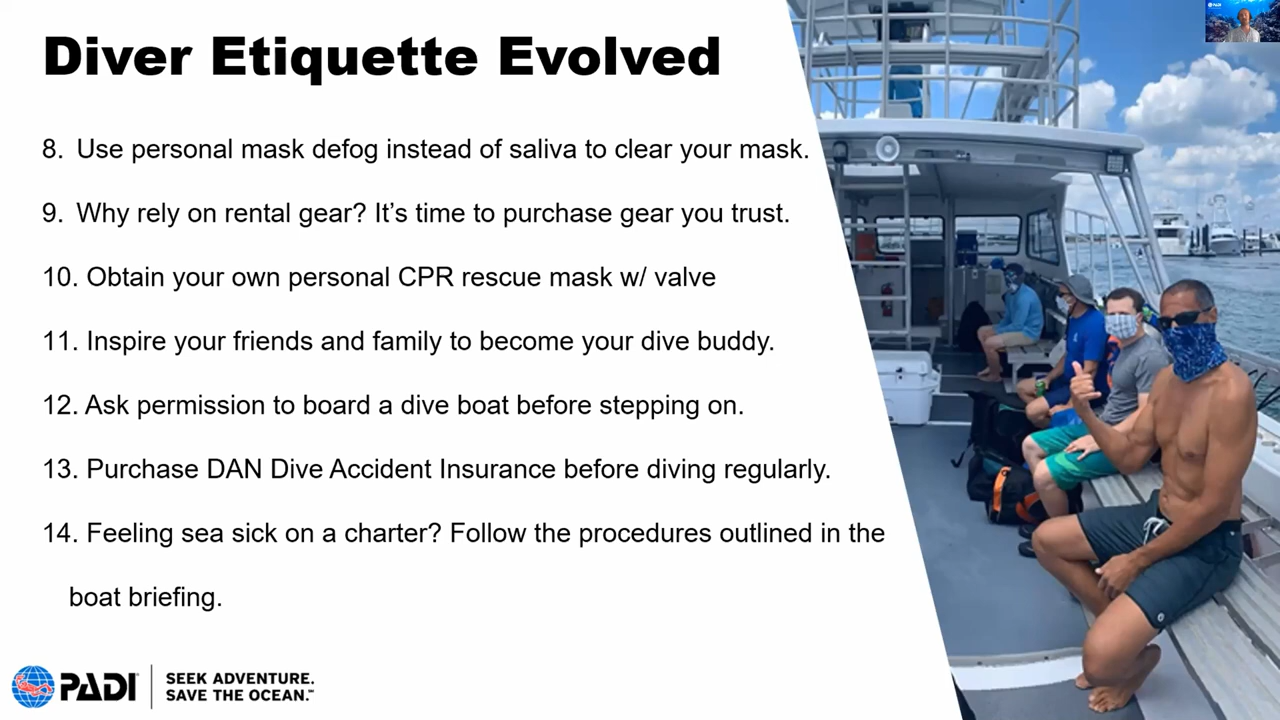 Diver Etiquette Evolved
8. Use personal mask defog instead of saliva to clear your mask.
9. Why rely on rental gear? It’s time to purchase gear you trust.
10. Obtain your own personal CPR rescue mask w/ valve
11. Inspire your friends and family to become your dive buddy.
12. Ask permission to board a dive boat before stepping on.
13. Purchase DAN Dive Accident Insurance before diving regularly.
14. Feeling sea sick on a charter? Follow the procedures outlined in the
boat briefing.
PADI
SEEK ADVENTURE.
SAVE THE OCEAN.℠
PADI